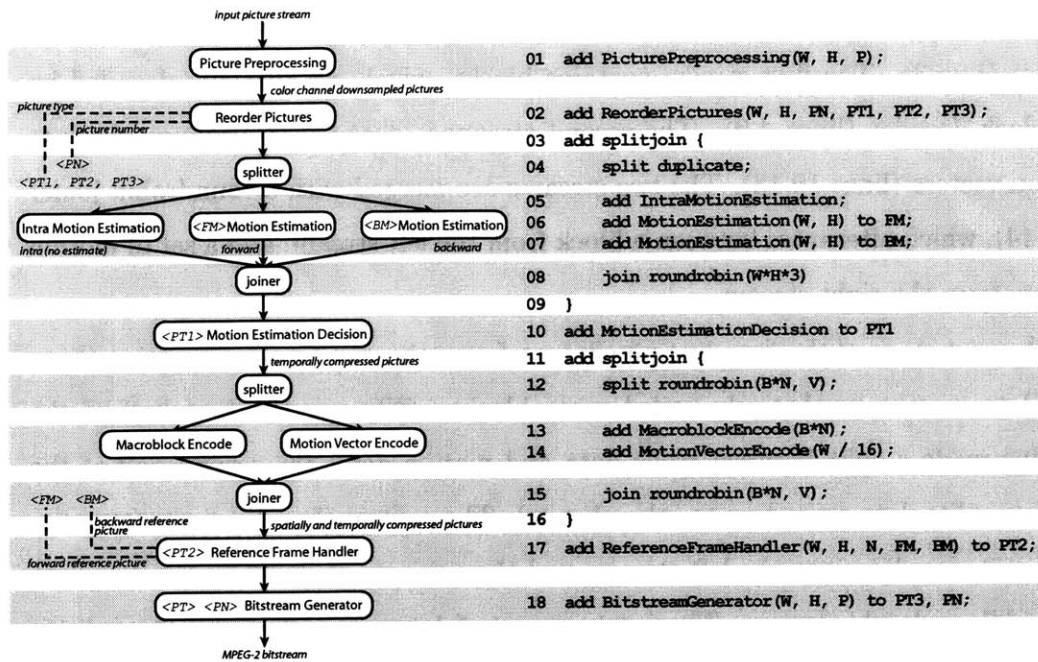 input picture stream
Picture Preprocessing
01 add PicturePreprocessing(W, H, P);
color channel downsampled pictures
picture type
picture number
Reorder Pictures
02 add ReorderPictures(W, H, PN, PT1, PT2, PT3);
03 add splitjoin {
<PN>
<PT1, PT2, PT3>
splitter
04 split duplicate;
05 add IntraMotionEstimation;
Intra Motion Estimation
<FM> Motion Estimation
<BM> Motion Estimation
06 add MotionEstimation(W, H) to FM;
07 add MotionEstimation(W, H) to BM;
intra (no estimate)
forward
backward
joiner
08 join roundrobin(W*H*3)
09 }
<PT1> Motion Estimation Decision
10 add MotionEstimationDecision to PT1
temporally compressed pictures
11 add splitjoin {
splitter
12 split roundrobin(B*N, V);
Macroblock Encode
Motion Vector Encode
13 add MacroblockEncode(B*N);
14 add MotionVectorEncode(W / 16);
<FM> <BM>
joiner
15 join roundrobin(B*N, V);
backward reference
picture
spatially and temporally compressed pictures
16 }
<PT2> Reference Frame Handler
17 add ReferenceFrameHandler(W, H, N, FM, BM) to PT2;
forward reference picture
<PT> <PN> Bitstream Generator
18 add BitstreamGenerator(W, H, P) to PT3, PN;
MPEG-2 bitstream